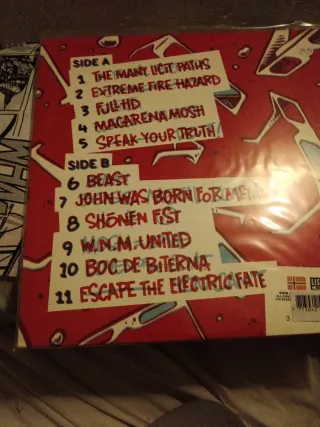 SIDE A
1 THE MANY LICIT PATHS
2 EXTREME FIRE HAZARD
3 FULL-HD
4 MACARENA MOSH
5 SPEAK YOUR TRUTH
SIDE B
6 BEAST
7 JOHN WAS BORN FOR METAL
8 SHŌNEN FIST
9 W.N.M. UNITED
10 BOC DE BITERNA
11 ESCAPE THE ELECTRIC FATE